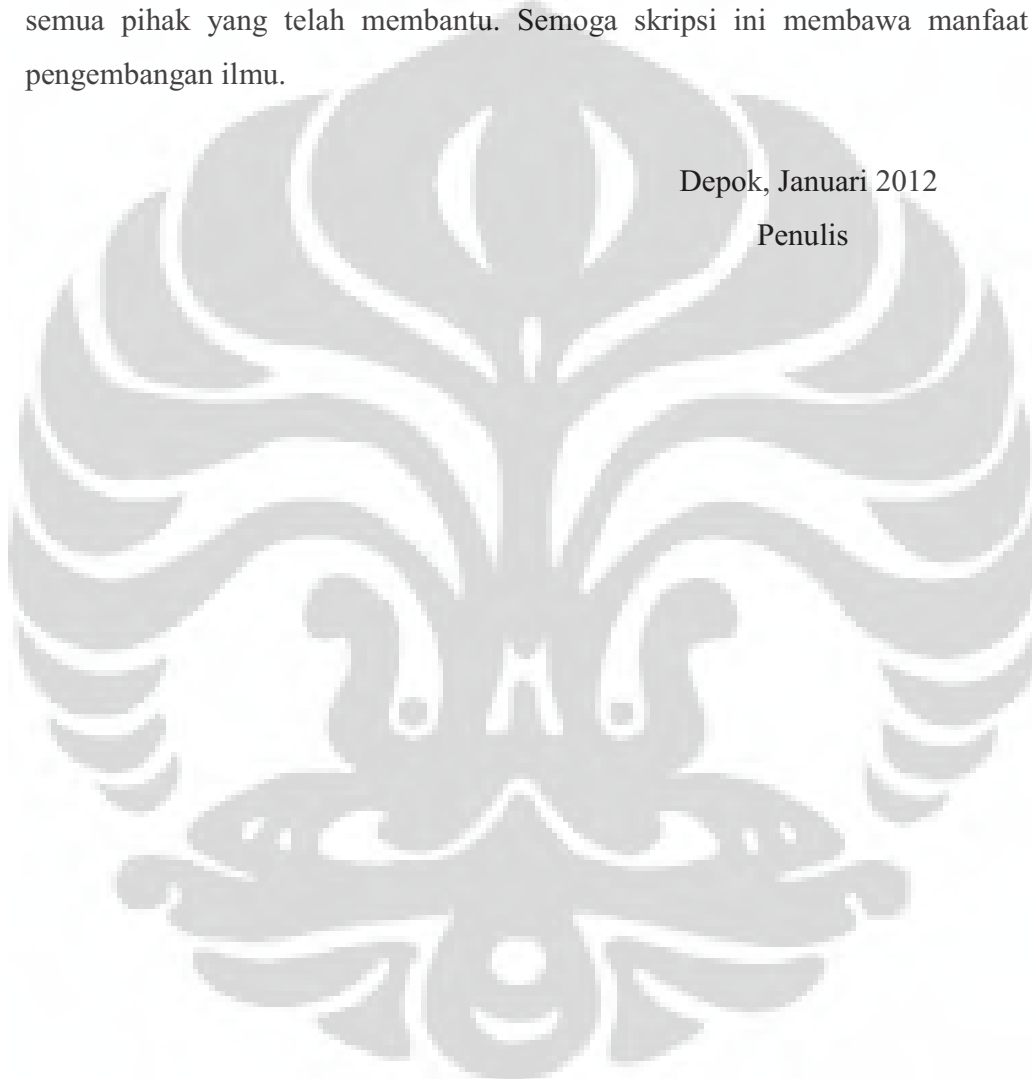 semua pihak yang telah membantu. Semoga skripsi ini membawa manfaat
pengembangan ilmu.
Depok, Januari 2012
Penulis